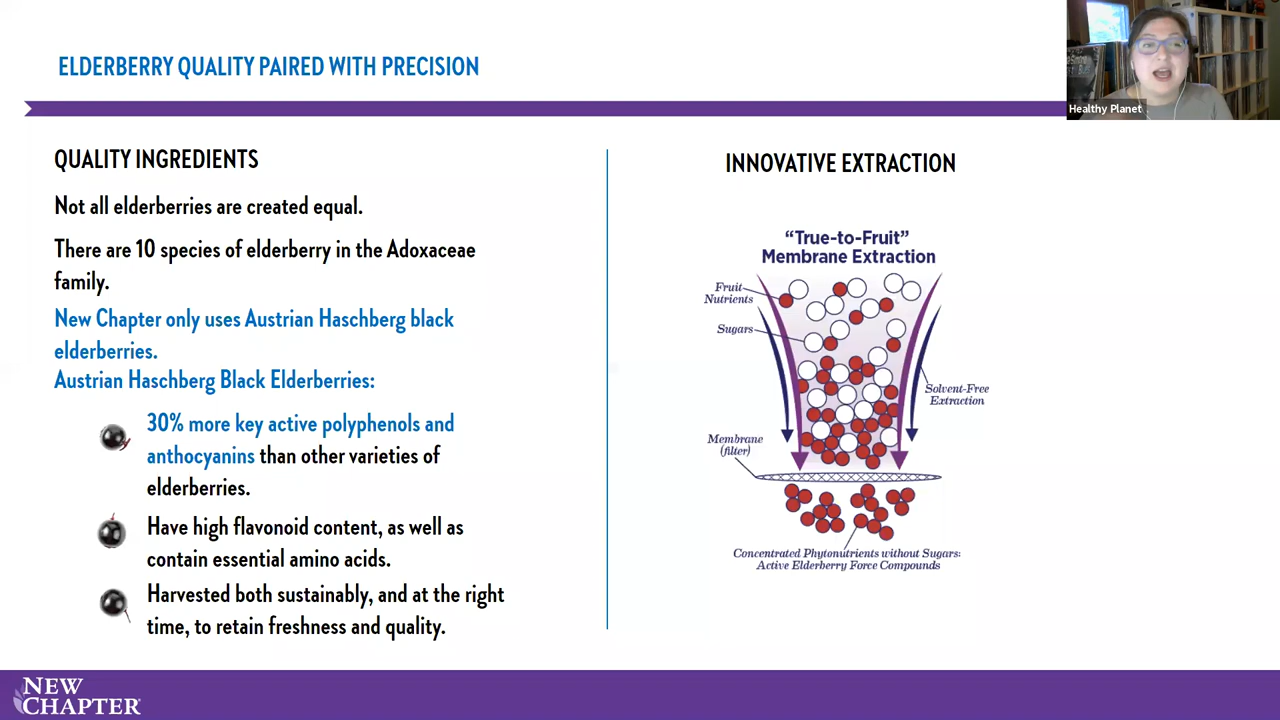 ELDERBERRY QUALITY PAIRED WITH PRECISION
Healthy Planet
QUALITY INGREDIENTS
Not all elderberries are created equal.
There are 10 species of elderberry in the Adoxaceae
family.
New Chapter only uses Austrian Haschberg black
elderberries.
Austrian Haschberg Black Elderberries:
30% more key active polyphenols and
anthocyanins than other varieties of
elderberries.
Have high flavonoid content, as well as
contain essential amino acids.
Harvested both sustainably, and at the right
time, to retain freshness and quality.
INNOVATIVE EXTRACTION
“True-to-Fruit”
Membrane Extraction
Fruit
Nutrients
Sugars
Solvent-Free
Extraction
Membrane
(filter)
Concentrated Phytonutrients without Sugars:
Active Elderberry Force Compounds
NEW
CHAPTER